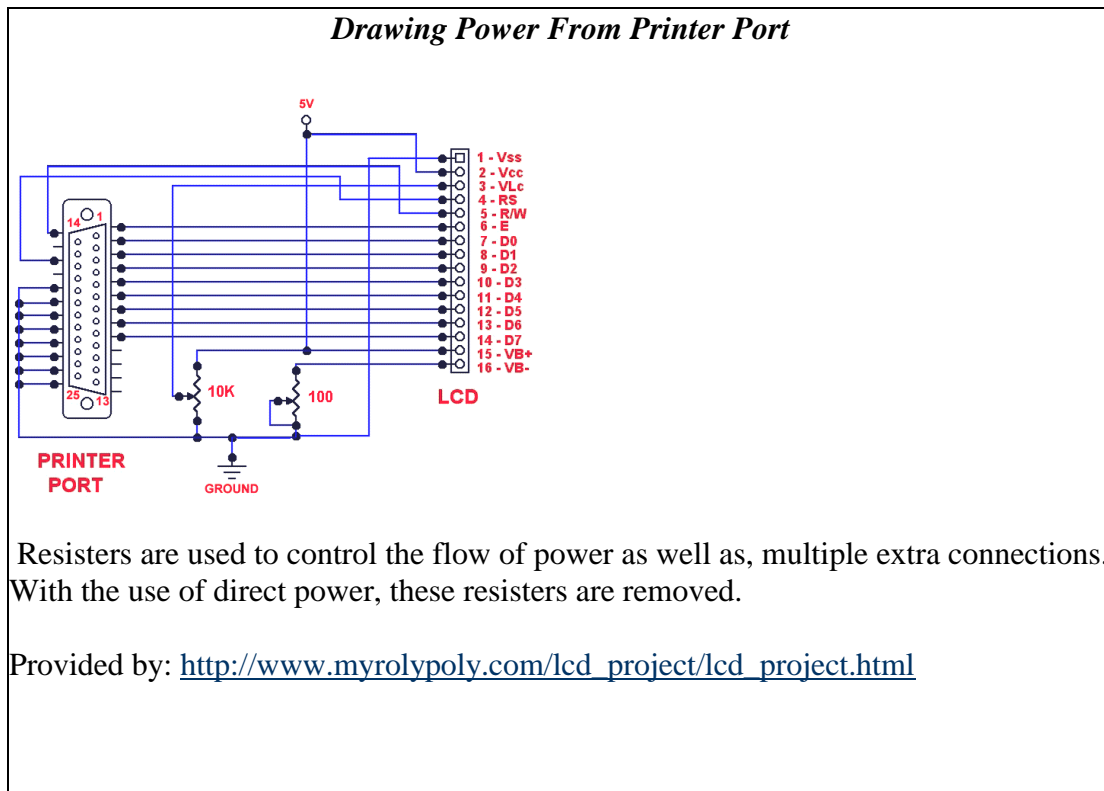 Drawing Power From Printer Port
5V
1 - Vss
2 - Vcc
3 - VLc
4 - RS
5 - R/W
6 - E
7 - D0
8 - D1
9 - D2
10 - D3
11 - D4
12 - D5
13 - D6
14 - D7
15 - VB+
16 - VB-
14 1
25 13
10K
100
LCD
PRINTER
PORT
GROUND
Resisters are used to control the flow of power as well as, multiple extra connections.
With the use of direct power, these resisters are removed.
Provided by: http://www.myrolypoly.com/lcd_project/lcd_project.html